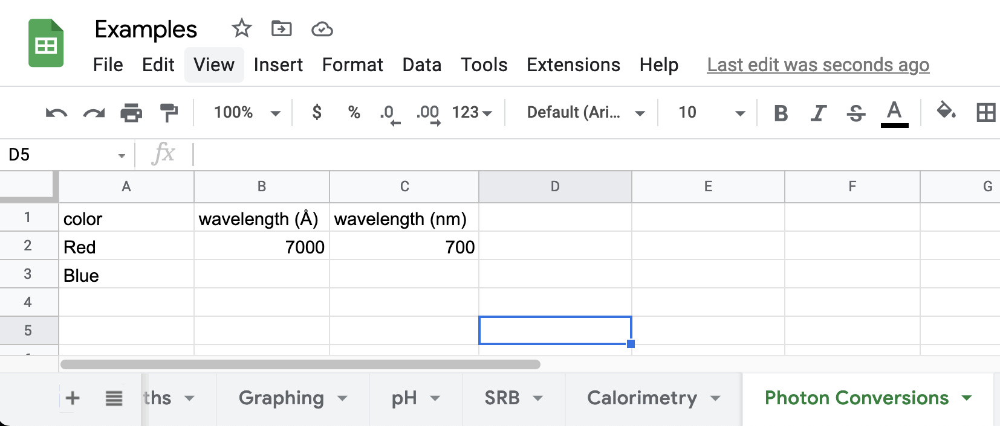 Examples
File Edit View Insert Format Data Tools Extensions Help Last edit was seconds ago
100% $ % .0 .00 123 Default (Ari... 10 B I S A
D5 fx
A B C D E F G
1 color wavelength (Å) wavelength (nm)
2 Red 7000 700
3 Blue
4
5
+ ths Graphing pH SRB Calorimetry Photon Conversions